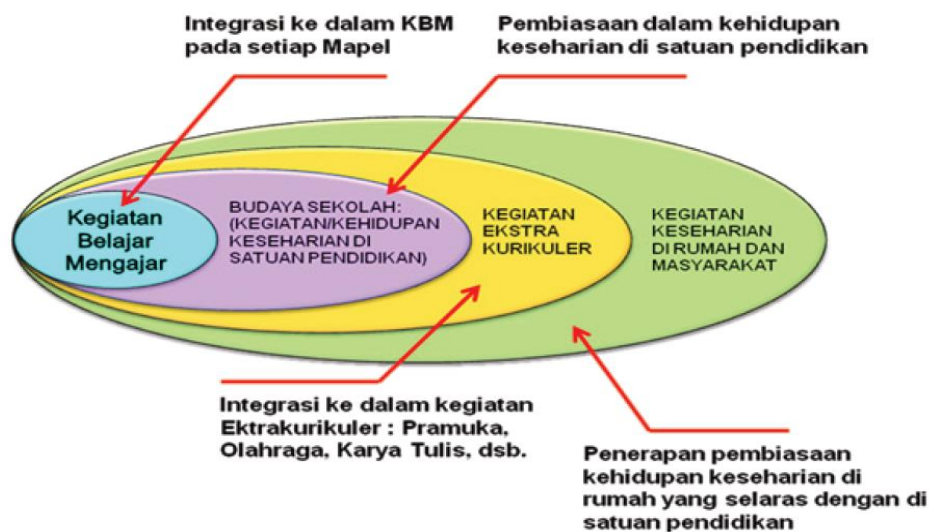 Integrasi ke dalam KBM
pada setiap Mapel
Pembiasaan dalam kehidupan
keseharian di satuan pendidikan
Kegiatan
Belajar
Mengajar
BUDAYA SEKOLAH:
(KEGIATAN/KEHIDUPAN
KESEHARIAN DI
SATUAN PENDIDIKAN)
KEGIATAN
EKSTRA
KURIKULER
KEGIATAN
KESEHARIAN
DI RUMAH DAN
MASYARAKAT
Integrasi ke dalam kegiatan
Ektrakurikuler : Pramuka,
Olahraga, Karya Tulis, dsb.
Penerapan pembiasaan
kehidupan keseharian di
rumah yang selaras dengan di
satuan pendidikan